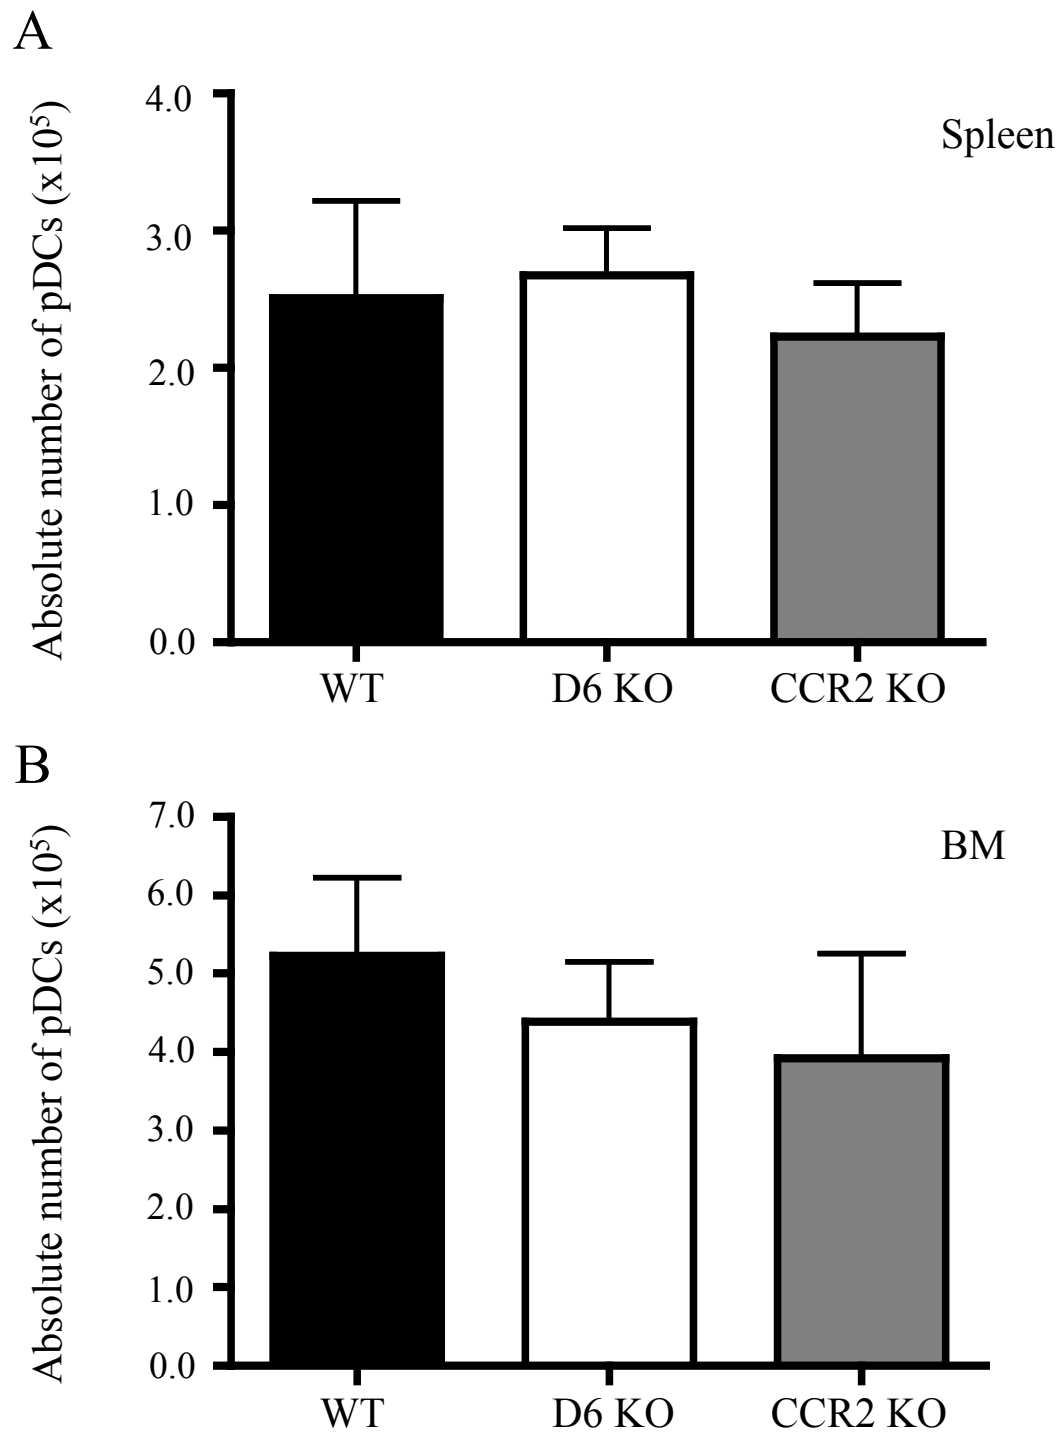 A
Absolute number of pDCs (x10⁵)
4.0
3.0
2.0
1.0
0.0
Spleen
WT D6 KO CCR2 KO
B
Absolute number of pDCs (x10⁵)
7.0
6.0
5.0
4.0
3.0
2.0
1.0
0.0
BM
WT D6 KO CCR2 KO